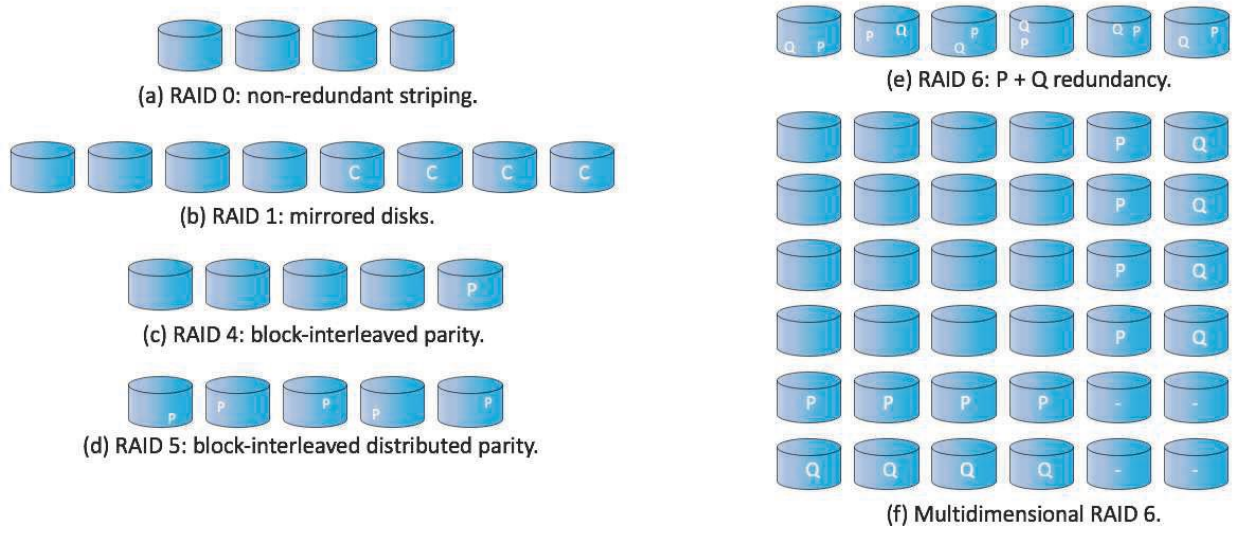 (a) RAID 0: non-redundant striping.
C C C C
(b) RAID 1: mirrored disks.
P
(c) RAID 4: block-interleaved parity.
P P P P P
(d) RAID 5: block-interleaved distributed parity.
Q P P Q Q P Q P Q P Q P
(e) RAID 6: P + Q redundancy.
P Q
P Q
P Q
P Q
P P P P - -
Q Q Q Q - -
(f) Multidimensional RAID 6.